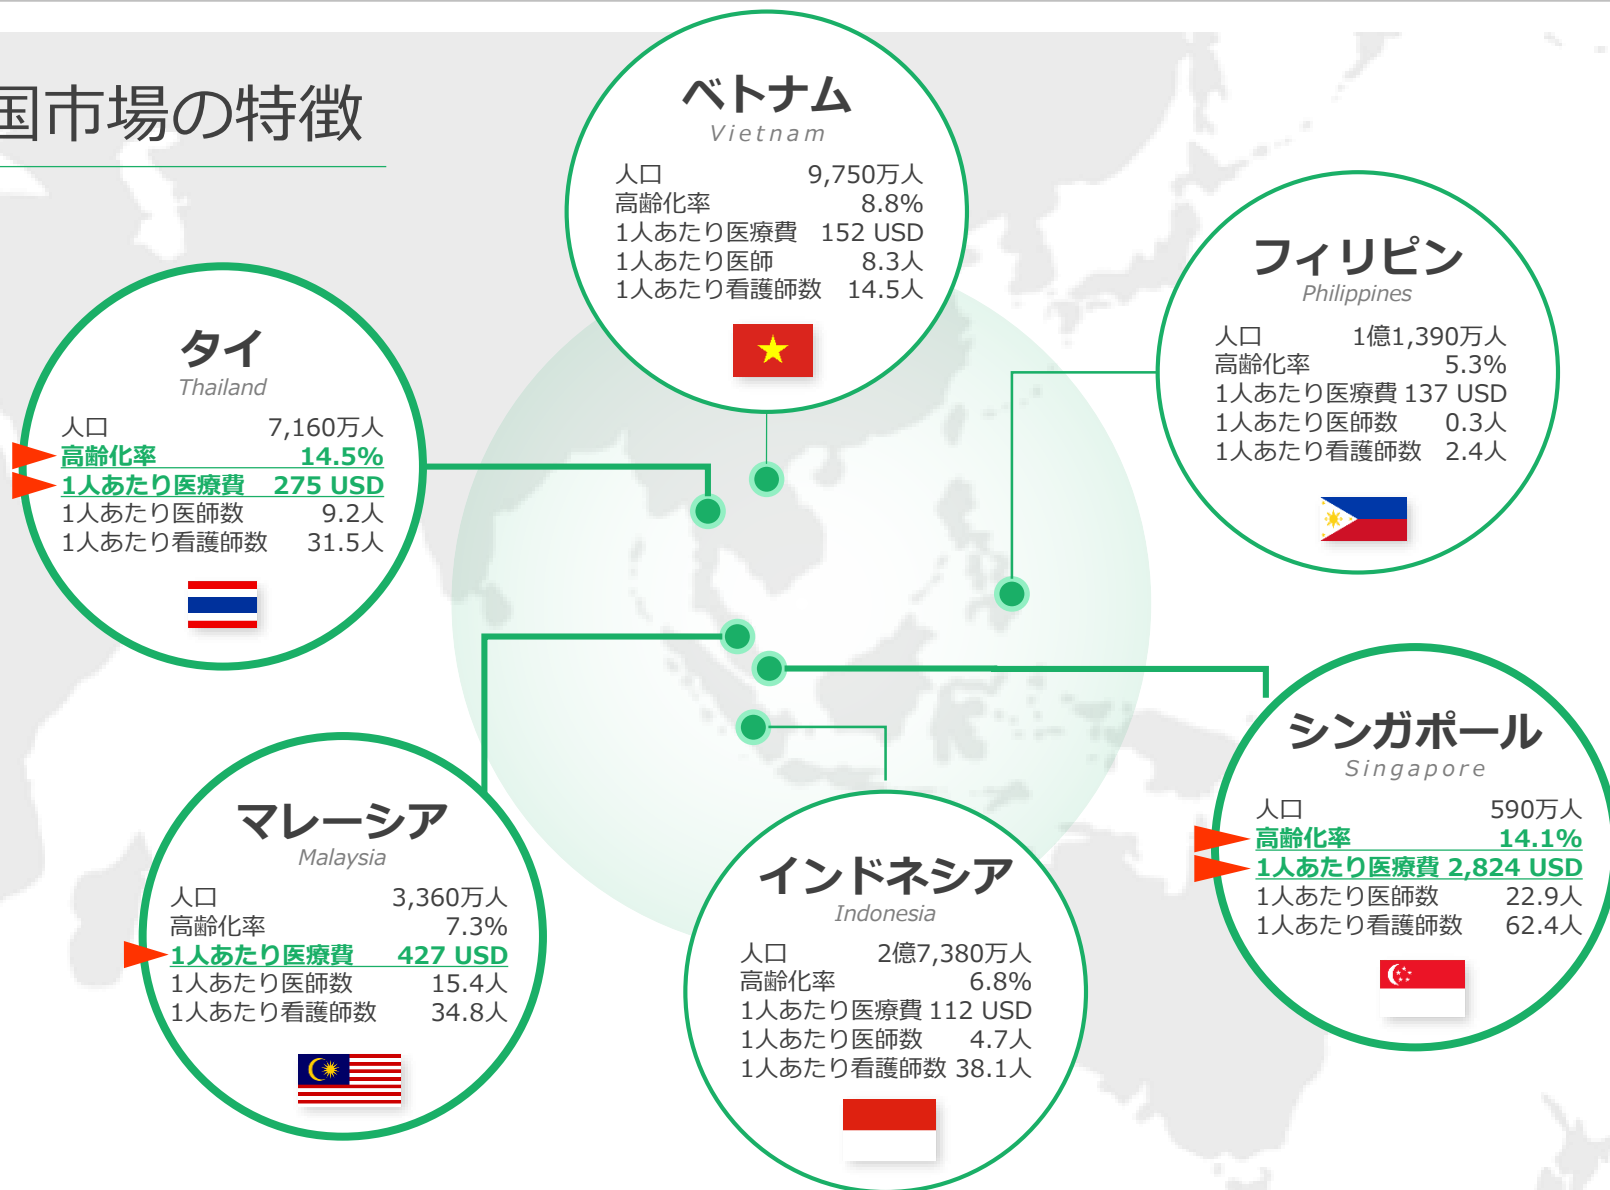 国市場の特徴
ベトナム
Vietnam
人口 9,750万人
高齢化率 8.8%
1人あたり医療費 152 USD
1人あたり医師 8.3人
1人あたり看護師数 14.5人
フィリピン
Philippines
人口 1億1,390万人
高齢化率 5.3%
1人あたり医療費 137 USD
1人あたり医師数 0.3人
1人あたり看護師数 2.4人
タイ
Thailand
人口 7,160万人
高齢化率 14.5%
1人あたり医療費 275 USD
1人あたり医師数 9.2人
1人あたり看護師数 31.5人
シンガポール
Singapore
人口 590万人
高齢化率 14.1%
1人あたり医療費 2,824 USD
1人あたり医師数 22.9人
1人あたり看護師数 62.4人
マレーシア
Malaysia
人口 3,360万人
高齢化率 7.3%
1人あたり医療費 427 USD
1人あたり医師数 15.4人
1人あたり看護師数 34.8人
インドネシア
Indonesia
人口 2億7,380万人
高齢化率 6.8%
1人あたり医療費 112 USD
1人あたり医師数 4.7人
1人あたり看護師数 38.1人